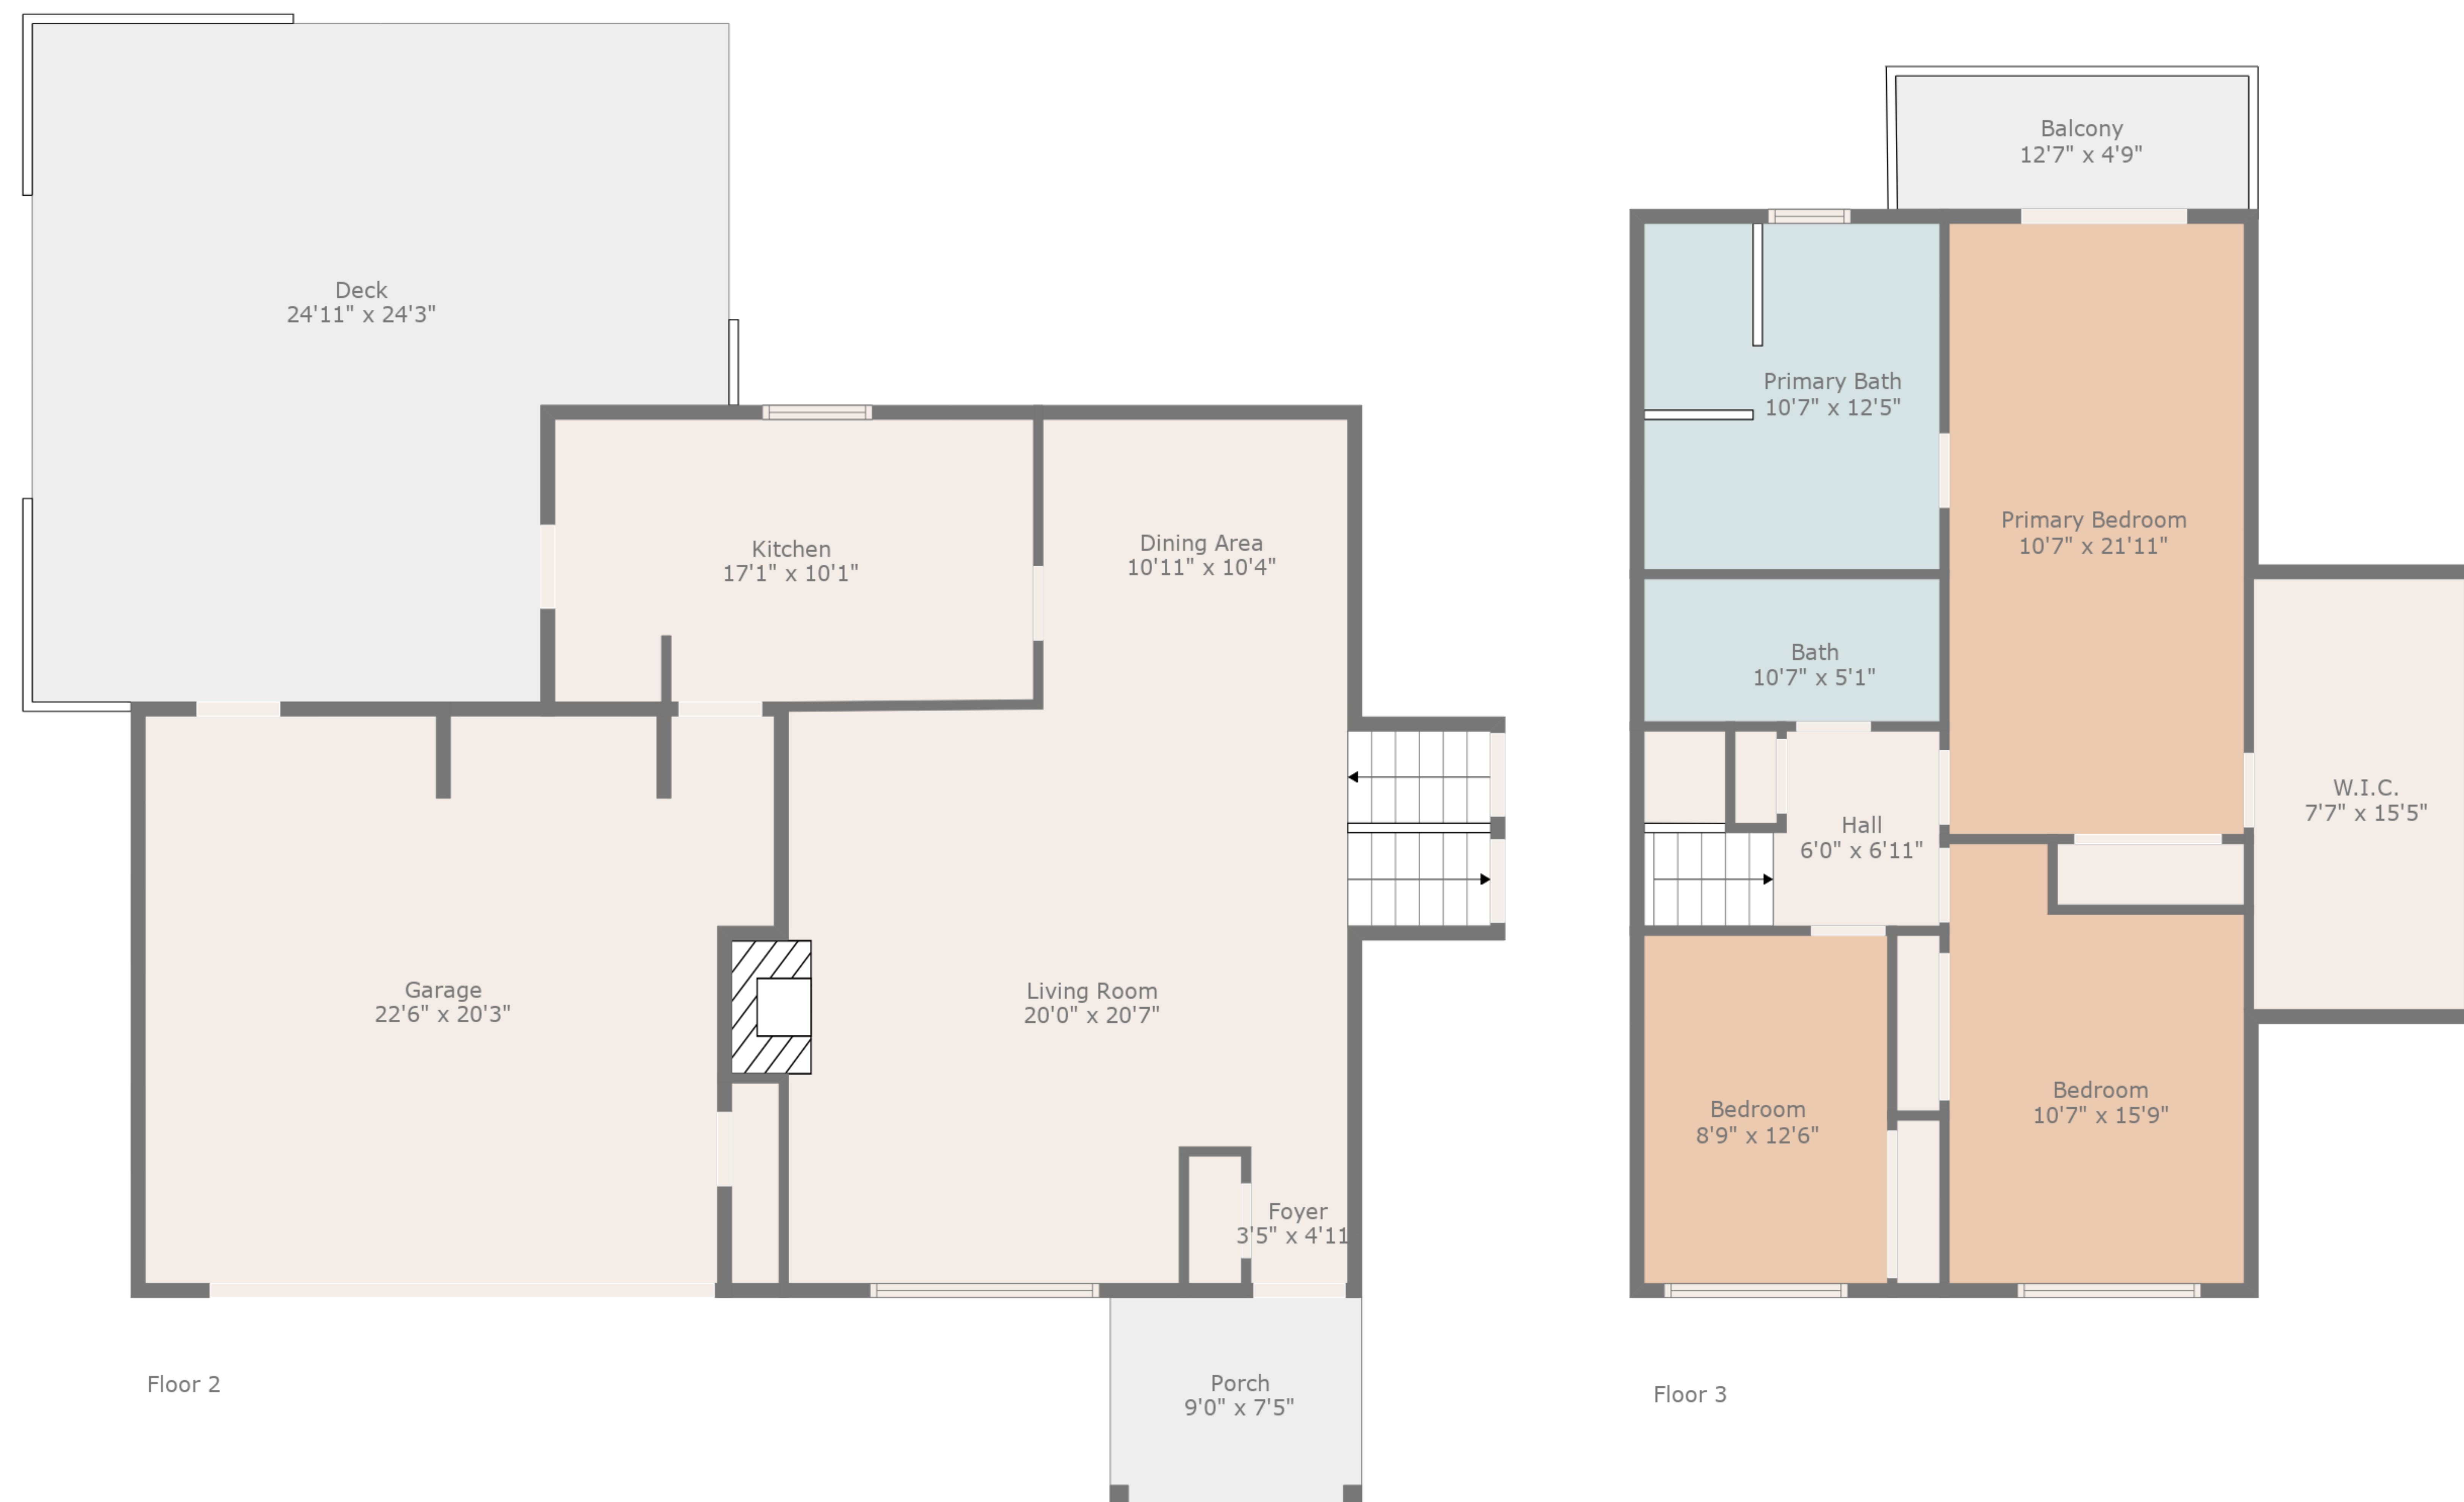 Deck
24'11" x 24'3"
Kitchen
17'1" x 10'1"
Dining Area
10'11" x 10'4"
Garage
22'6" x 20'3"
Living Room
20'0" x 20'7"
Foyer
3'5" x 4'11
Porch
9'0" x 7'5"
Floor 2
Balcony
12'7" x 4'9"
Primary Bath
10'7" x 12'5"
Primary Bedroom
10'7" x 21'11"
Bath
10'7" x 5'1"
W.I.C.
7'7" x 15'5"
Hall
6'0" x 6'11"
Bedroom
8'9" x 12'6"
Bedroom
10'7" x 15'9"
Floor 3